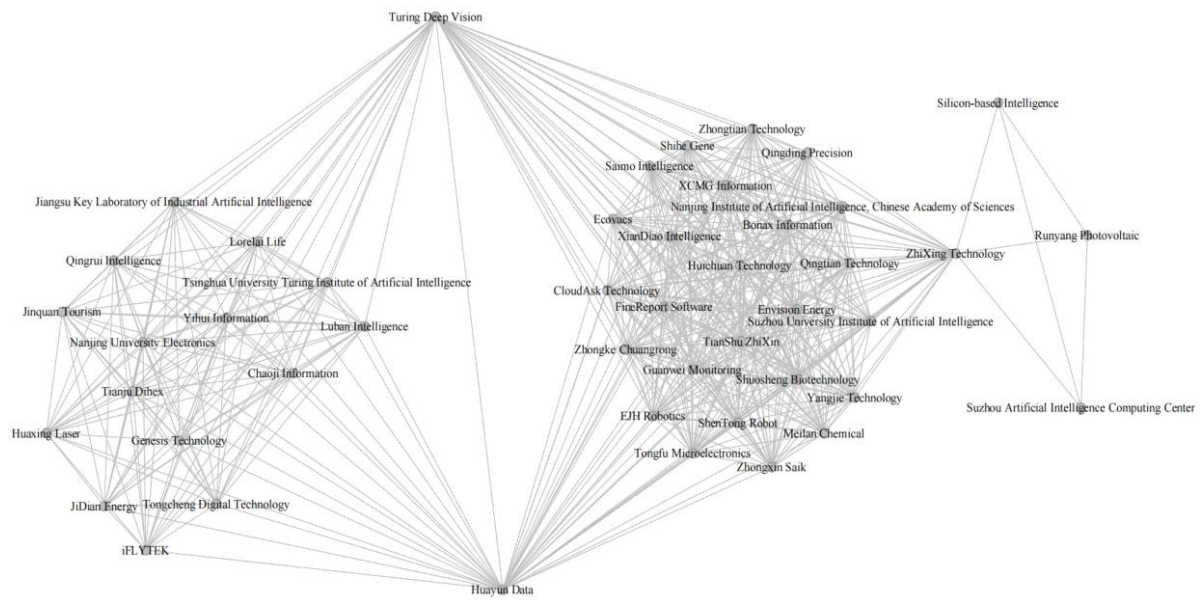 Turing Deep Vision
Silicon-based Intelligence
Zhongtian Technology
Shihe Gene
Qingding Precision
Saimo Intelligence
XCMG Information
Jiangsu Key Laboratory of Industrial Artificial Intelligence
Nanjing Institute of Artificial Intelligence, Chinese Academy of Sciences
Ecovacs
Bonax Information
XianDiao Intelligence
Runyang Photovoltaic
Lorelai Life
ZhiXing Technology
Qingrui Intelligence
Huichuan Technology
Qingtian Technology
Tsinghua University Turing Institute of Artificial Intelligence
CloudAsk Technology
FineReport Software
Envision Energy
Jinquan Tourism
Yihui Information
Luban Intelligence
Suzhou University Institute of Artificial Intelligence
Nanjing University Electronics
TianShu ZhiXin
Zhongke Chuangrong
Chaoji Information
Guanwei Monitoring
Shuosheng Biotechnology
Tianju Dihex
Yangjie Technology
Suzhou Artificial Intelligence Computing Center
EJH Robotics
ShenTong Robot
Huaxing Laser
Meilan Chemical
Genesis Technology
Tongfu Microelectronics
Zhongxin Saik
JiDian Energy
Tongcheng Digital Technology
iFLYTEK
Huayun Data